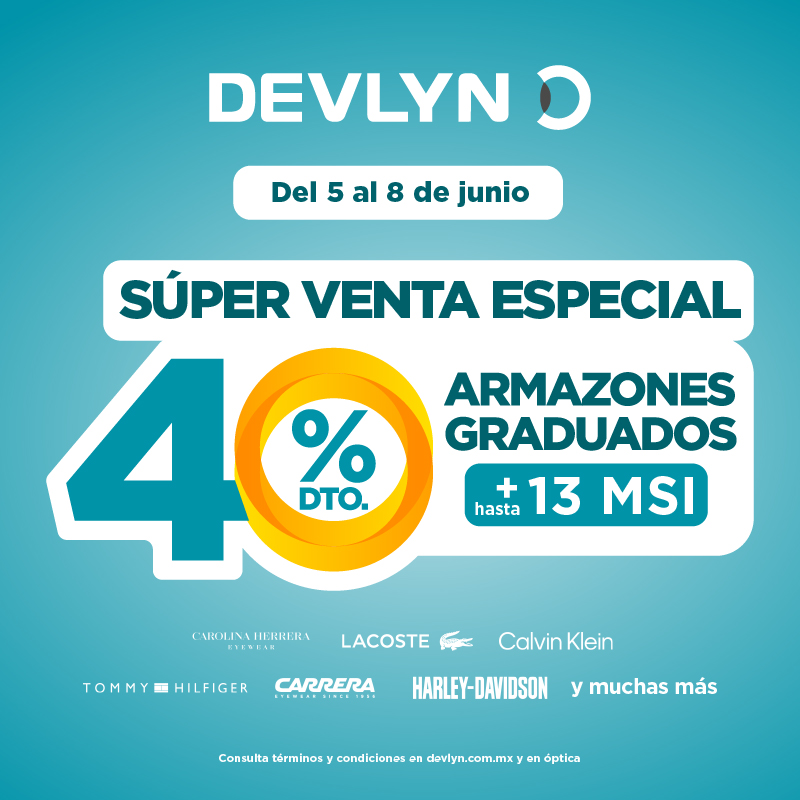 DEVLYN
Del 5 al 8 de junio
SÚPER VENTA ESPECIAL
40% DTO.
ARMAZONES
GRADUADOS
+ hasta 13 MSI
CAROLINA HERRERA
EYEWEAR
LACOSTE
Calvin Klein
TOMMY HILFIGER
CARRERA
EYEWEAR SINCE 1956
HARLEY-DAVIDSON
y muchas más
Consulta términos y condiciones en devlyn.com.mx y en óptica